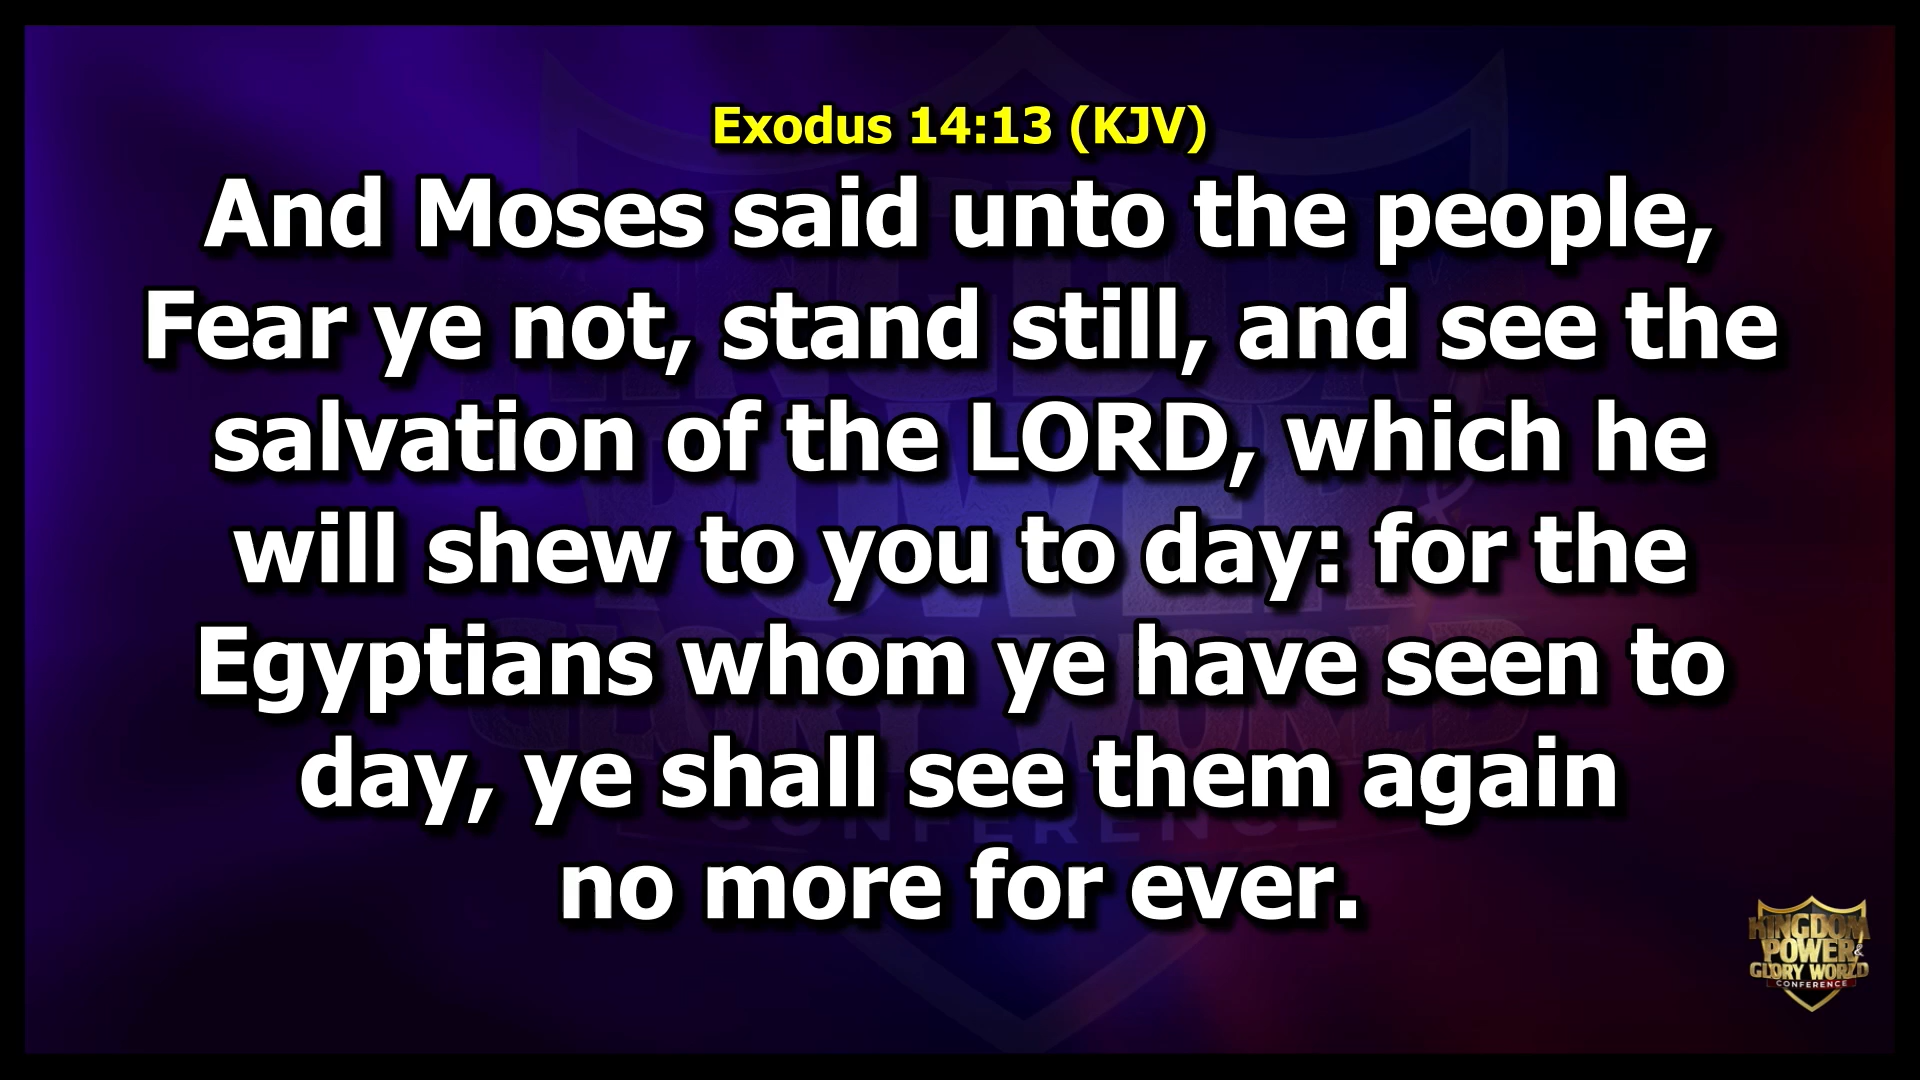 Exodus 14:13 (KJV)
And Moses said unto the people,
Fear ye not, stand still, and see the
salvation of the LORD, which he
will shew to you to day: for the
Egyptians whom ye have seen to
day, ye shall see them again
no more for ever.
KINGDOM
POWER &
GLORY WORLD
CONFERENCE